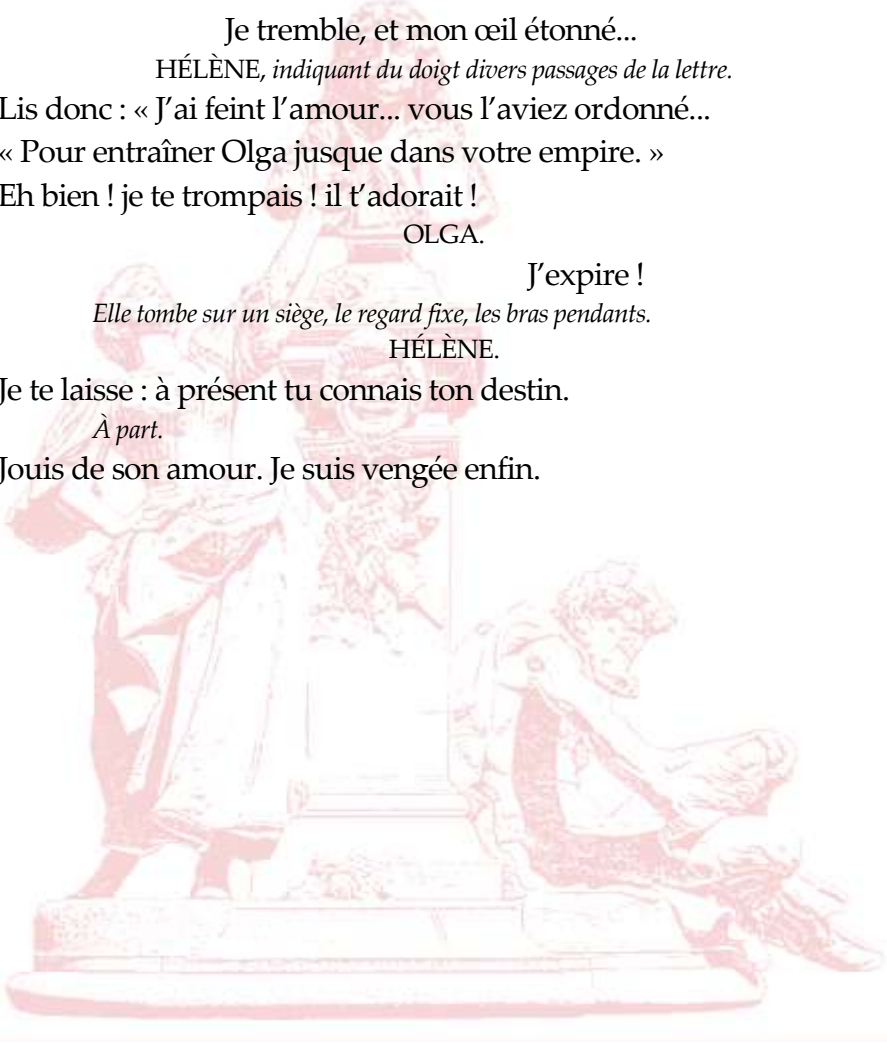 Je tremble, et mon œil étonné...
HÉLÈNE, indiquant du doigt divers passages de la lettre.
Lis donc : « J’ai feint l’amour... vous l’aviez ordonné...
« Pour entraîner Olga jusque dans votre empire. »
Eh bien ! je te trompais ! il t’adorait !
OLGA.
J’expire !
Elle tombe sur un siège, le regard fixe, les bras pendants.
HÉLÈNE.
Je te laisse : à présent tu connais ton destin.
À part.
Jouis de son amour. Je suis vengée enfin.